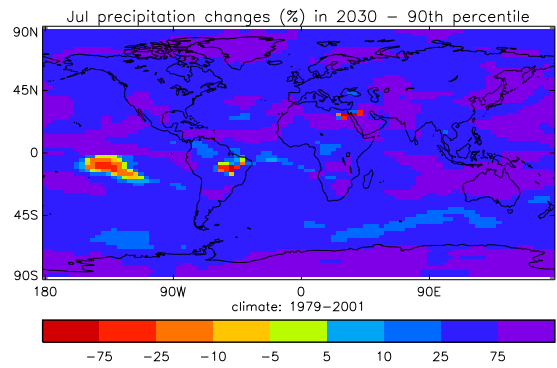 Jul precipitation changes (%) in 2030 − 90th percentile
90N
45N
0
45S
90S
180 90W 0 90E
climate: 1979−2001
−75 −25 −10 −5 5 10 25 75